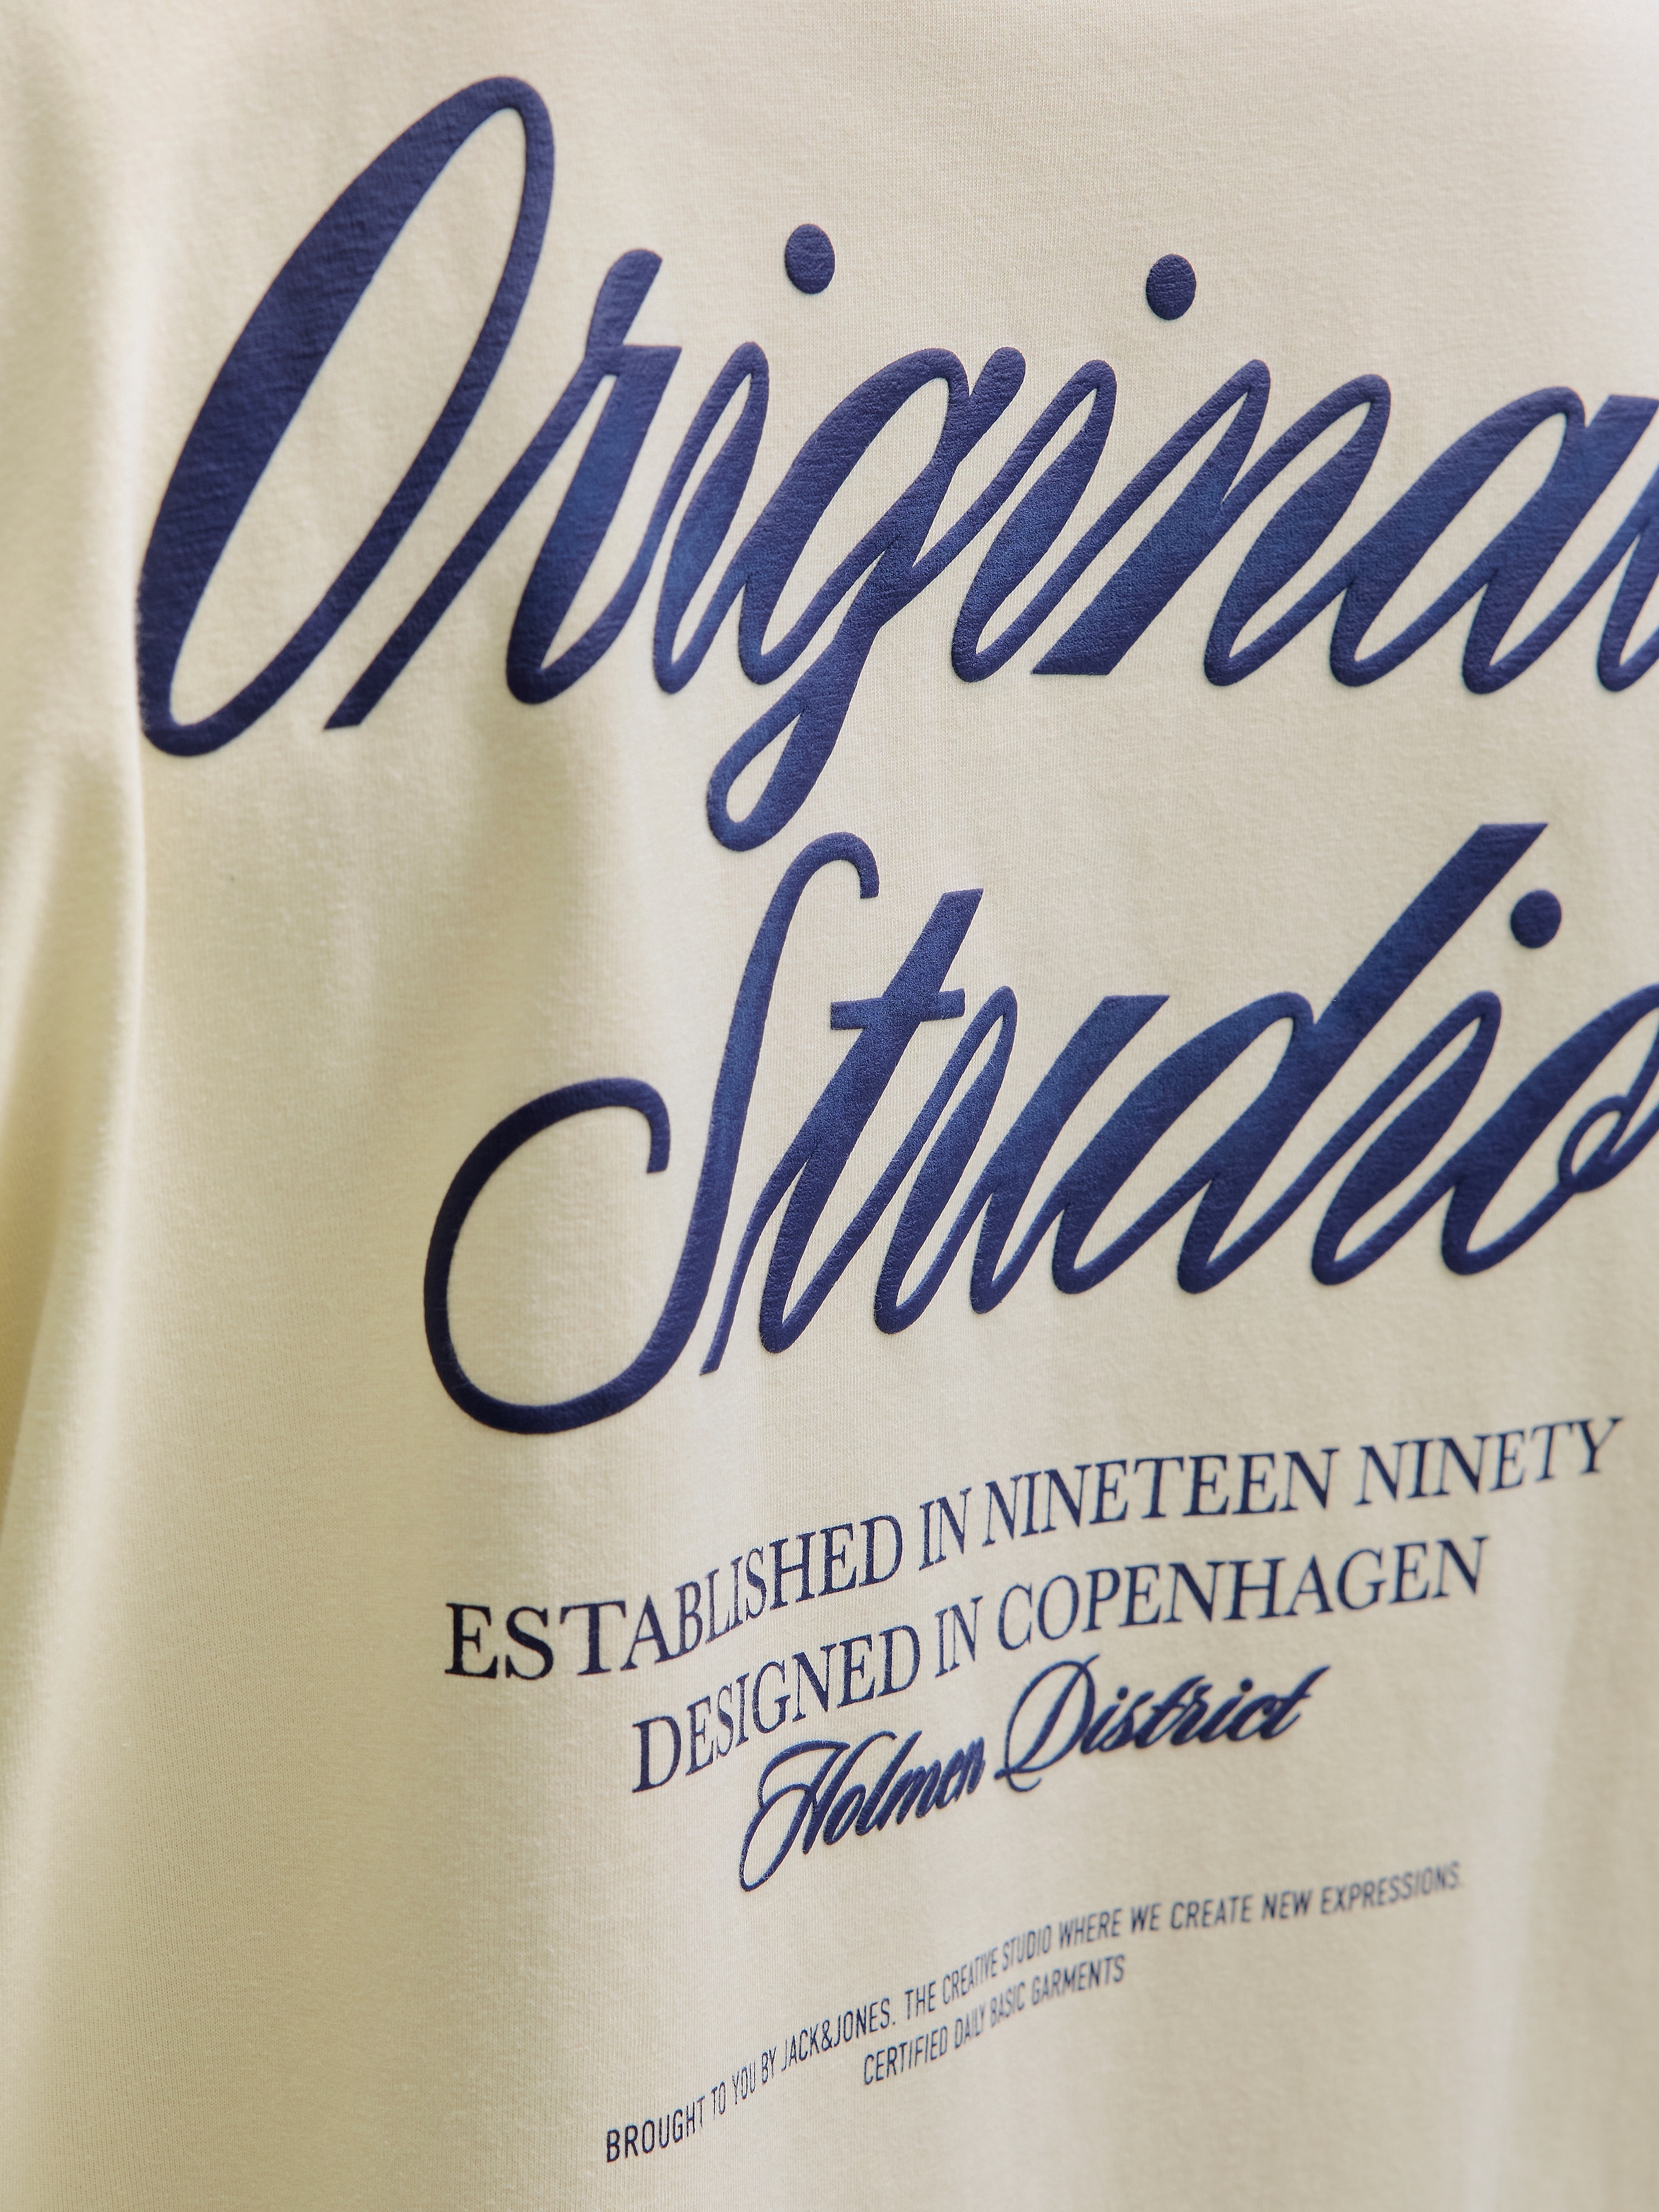 Original
Studio
ESTABLISHED IN NINETEEN NINETY
DESIGNED IN COPENHAGEN
Holmen District
BROUGHT TO YOU BY JACK&JONES. THE CREATIVE STUDIO WHERE WE CREATE NEW EXPRESSIONS.
CERTIFIED DAILY BASIC GARMENTS